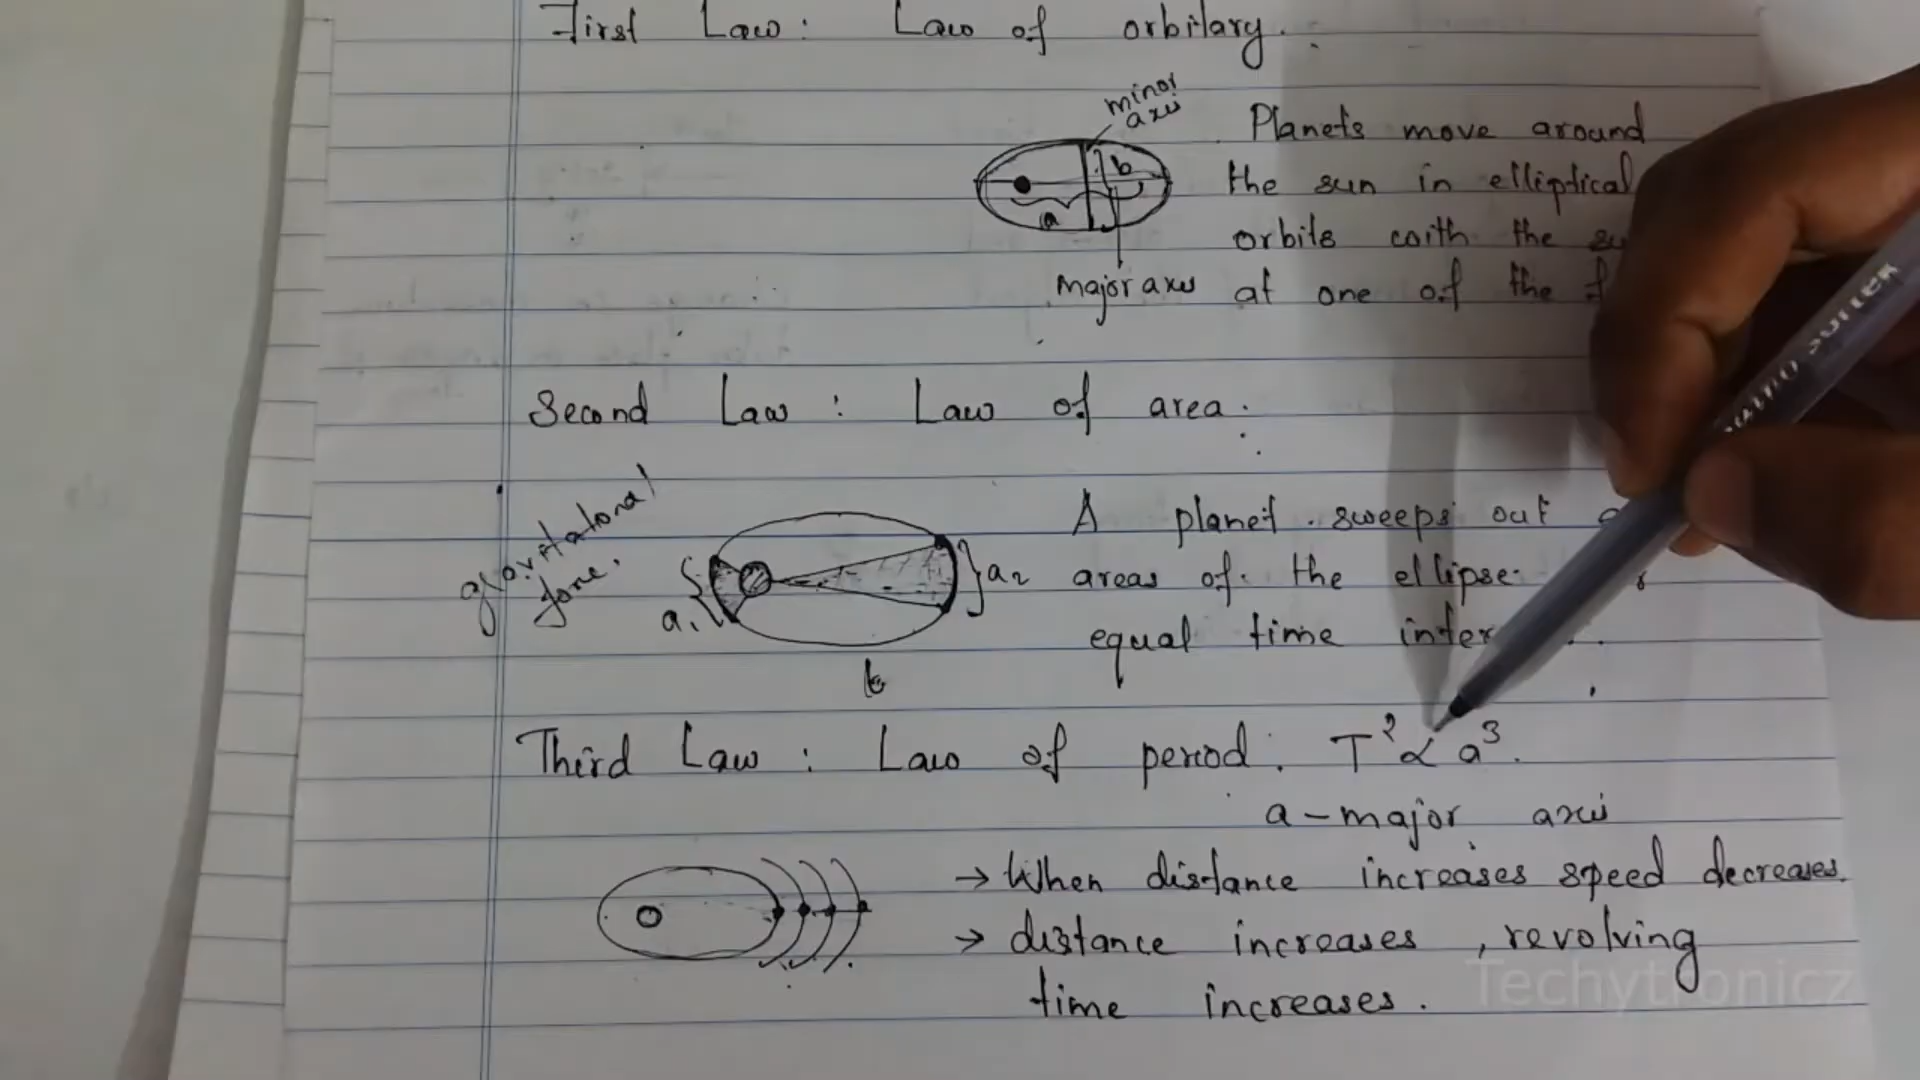 First Law : Law of orbitary.
minor
axis
Planets move around
b
the sun in elliptical
a
orbits with the su
Major axis at one of the f
Second Law : Law of area.
gravitational
force.
A planet sweeps out
a₁
a₂ areas of the ellipse
equal time inter
t
Third Law : Law of period : T² ∝ a³.
a - major axis
→ When distance increases speed decreases.
→ distance increases , revolving
time increases.
Techytronicz